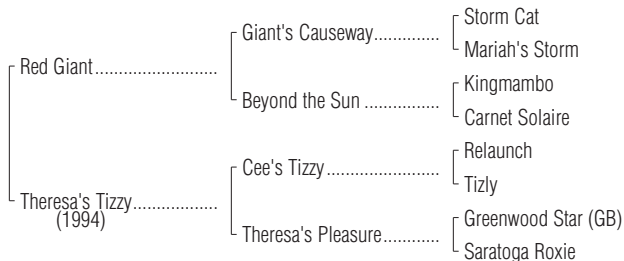 Storm Cat
Giant's Causeway..............
Mariah's Storm
Red Giant..........................
Kingmambo
Beyond the Sun ................
Carnet Solaire
Relaunch
Cee's Tizzy........................
Tizly
Theresa's Tizzy..................
(1994)
Greenwood Star (GB)
Theresa's Pleasure............
Saratoga Roxie